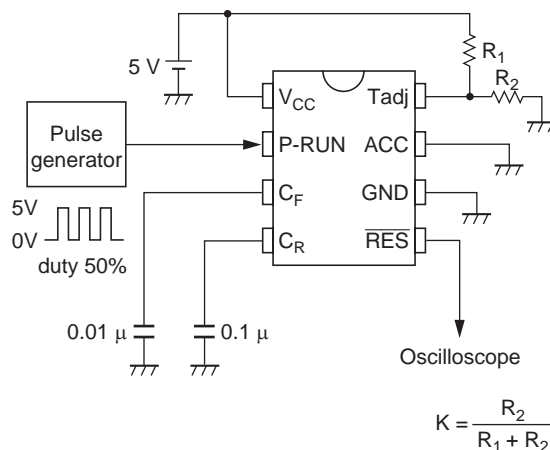 5 V
R1
R2
VCC
Tadj
Pulse
generator
P-RUN
ACC
CF
GND
5V
0V
duty 50%
CR
RES
0.01 μ
0.1 μ
Oscilloscope
K = R2
R1 + R2